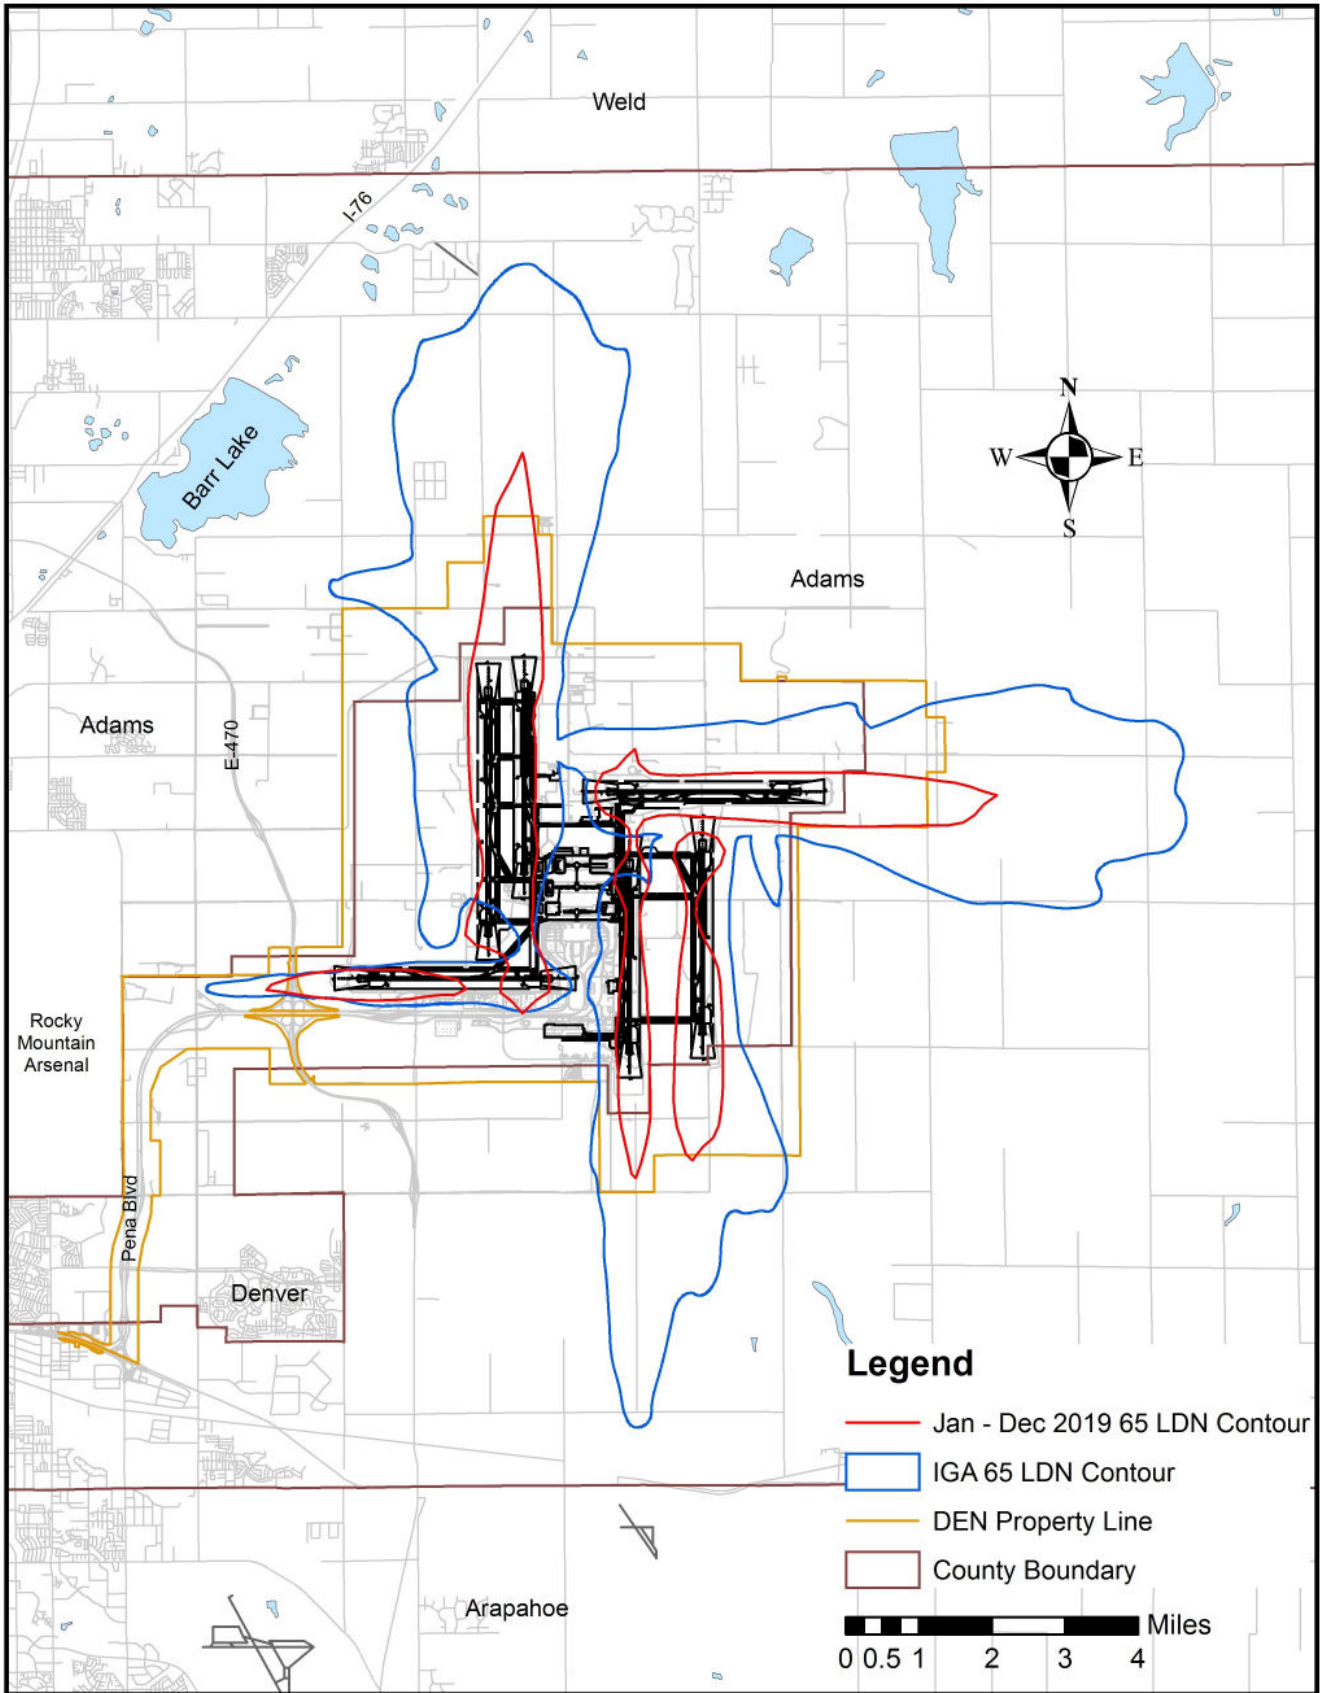 Weld
I-76
Barr Lake
N
W E
S
Adams
Adams
E-470
Rocky
Mountain
Arsenal
Pena Blvd
Denver
Legend
Jan - Dec 2019 65 LDN Contour
IGA 65 LDN Contour
DEN Property Line
County Boundary
Arapahoe
Miles
0 0.5 1 2 3 4